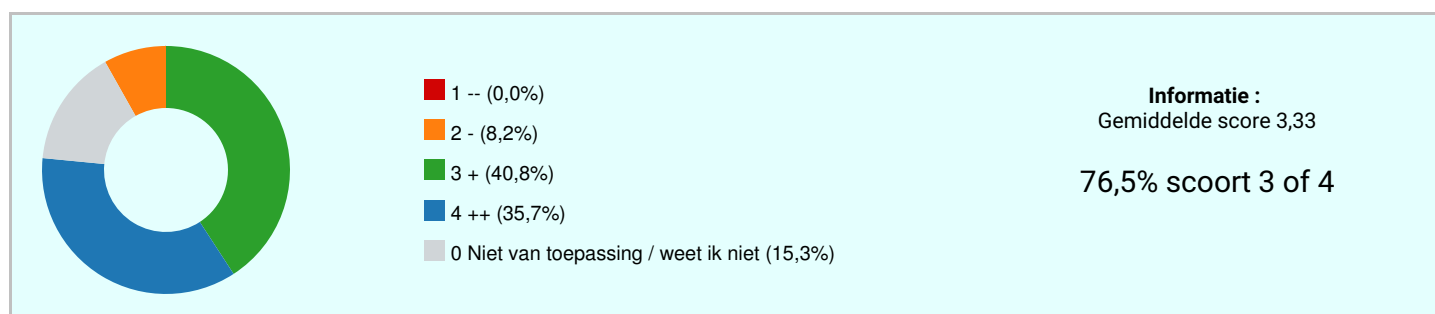 1 -- (0,0%)
2 - (8,2%)
3 + (40,8%)
4 ++ (35,7%)
0 Niet van toepassing / weet ik niet (15,3%)
Informatie :
Gemiddelde score 3,33
76,5% scoort 3 of 4